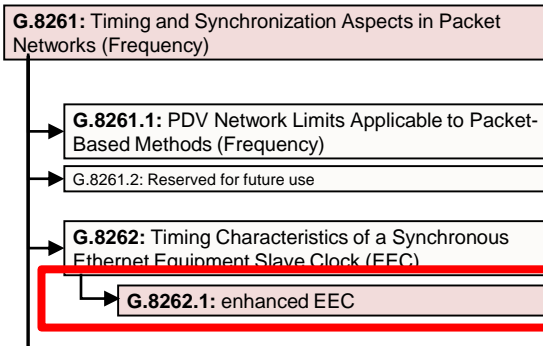 G.8261: Timing and Synchronization Aspects in Packet
Networks (Frequency)
G.8261.1: PDV Network Limits Applicable to Packet-
Based Methods (Frequency)
G.8261.2: Reserved for future use
G.8262: Timing Characteristics of a Synchronous
Ethernet Equipment Slave Clock (EEC)
G.8262.1: enhanced EEC